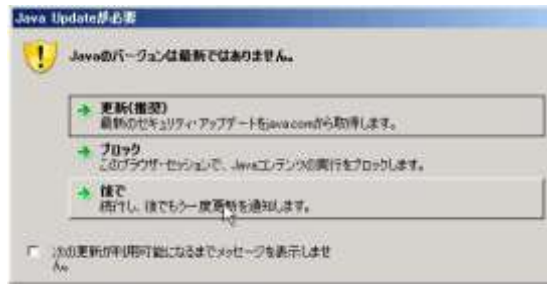 Java Updateが必要
Javaのバージョンは最新ではありません。
更新(推奨)
最新のセキュリティ・アップデートをjava.comから取得します。
ブロック
このブラウザ・セッションで、Javaコンテンツの実行をブロックします。
後で
続行し、後でもう一度更新を通知します。
次の更新が利用可能になるまでメッセージを表示しませ
ん。